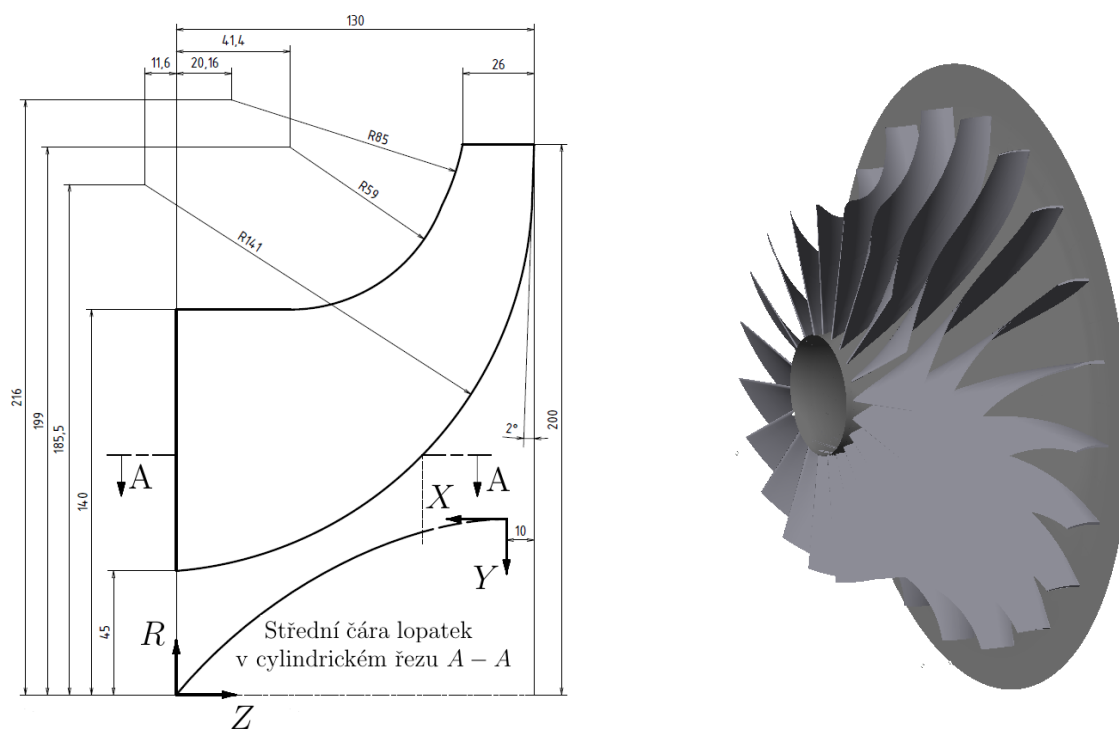 130
41,4
11,6
20,16
26
R85
R59
R141
216
199
185,5
140
45
2°
200
A
A
X
10
Y
R
Střední čára lopatek
v cylindrickém řezu A − A
Z